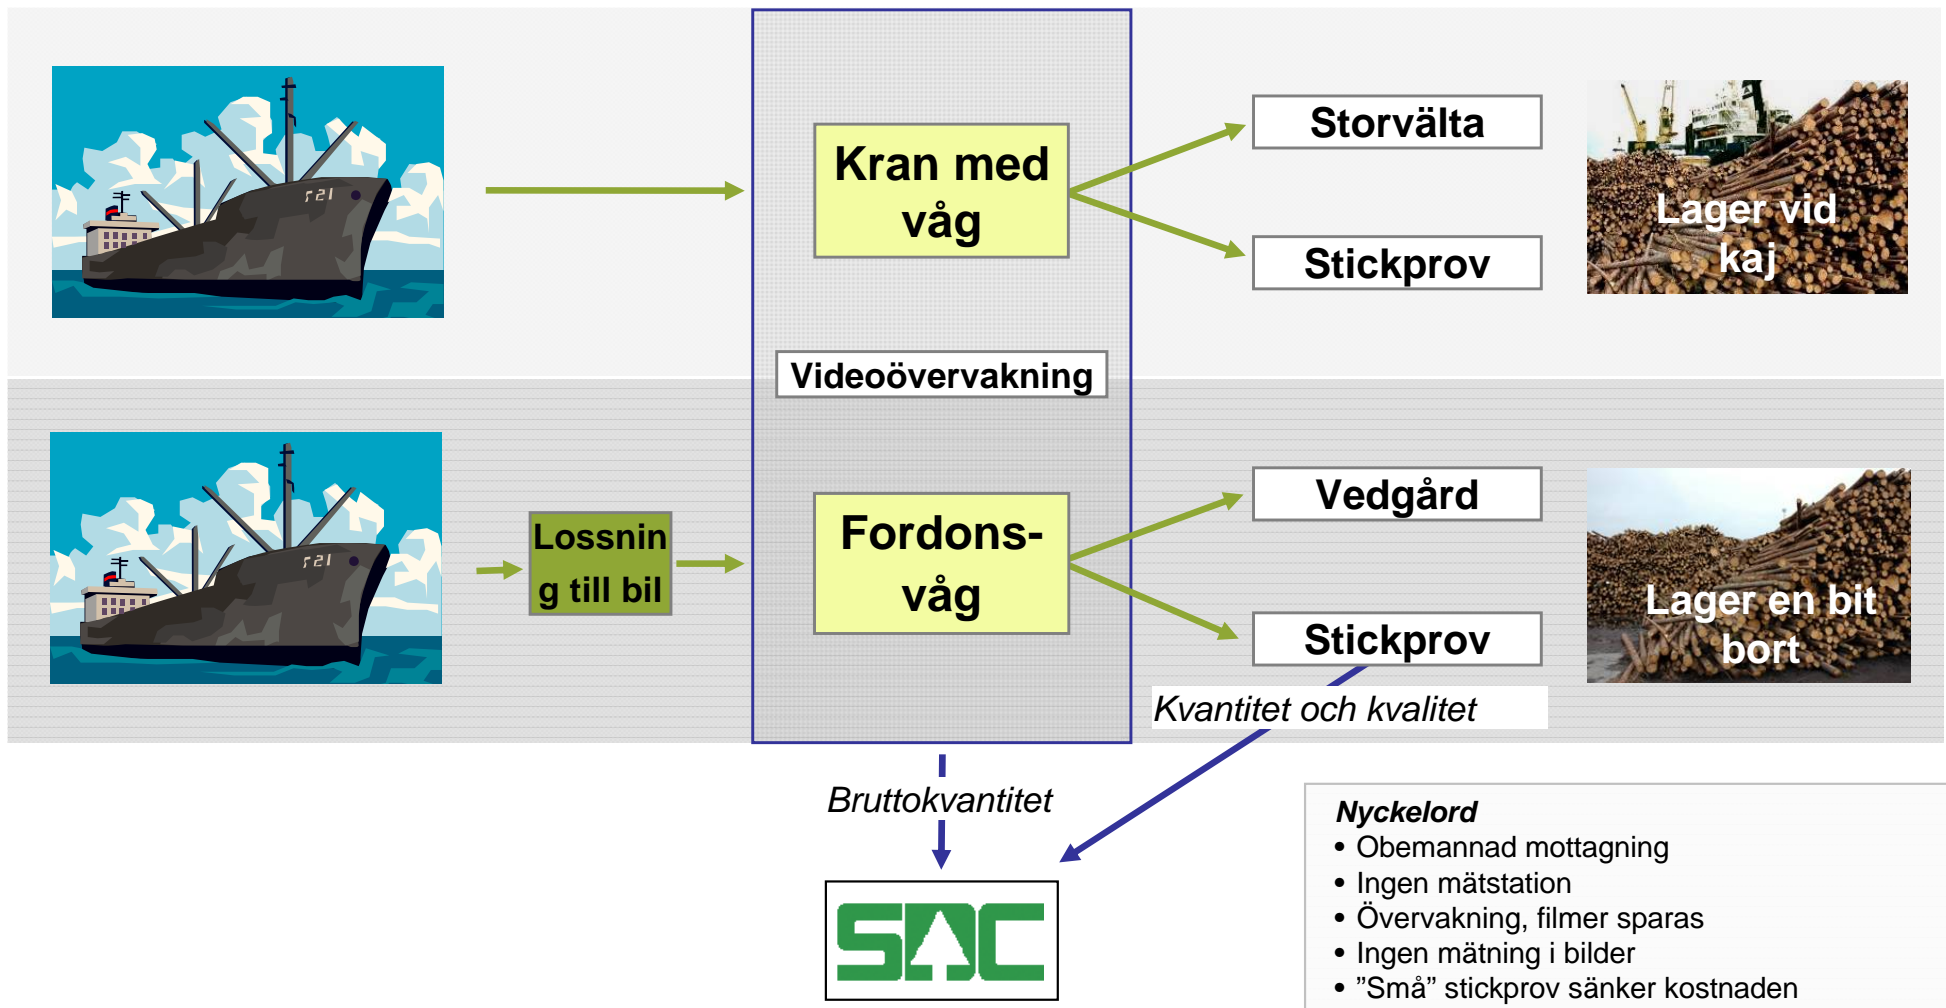 Kran med
våg
Storvälta
Stickprov
Lager vid
kaj
Videoövervakning
Lossnin
g till bil
Fordons-
våg
Vedgård
Stickprov
Lager en bit
bort
Kvantitet och kvalitet
Bruttokvantitet
SDC
Nyckelord
• Obemannad mottagning
• Ingen mätstation
• Övervakning, filmer sparas
• Ingen mätning i bilder
• ”Små” stickprov sänker kostnaden